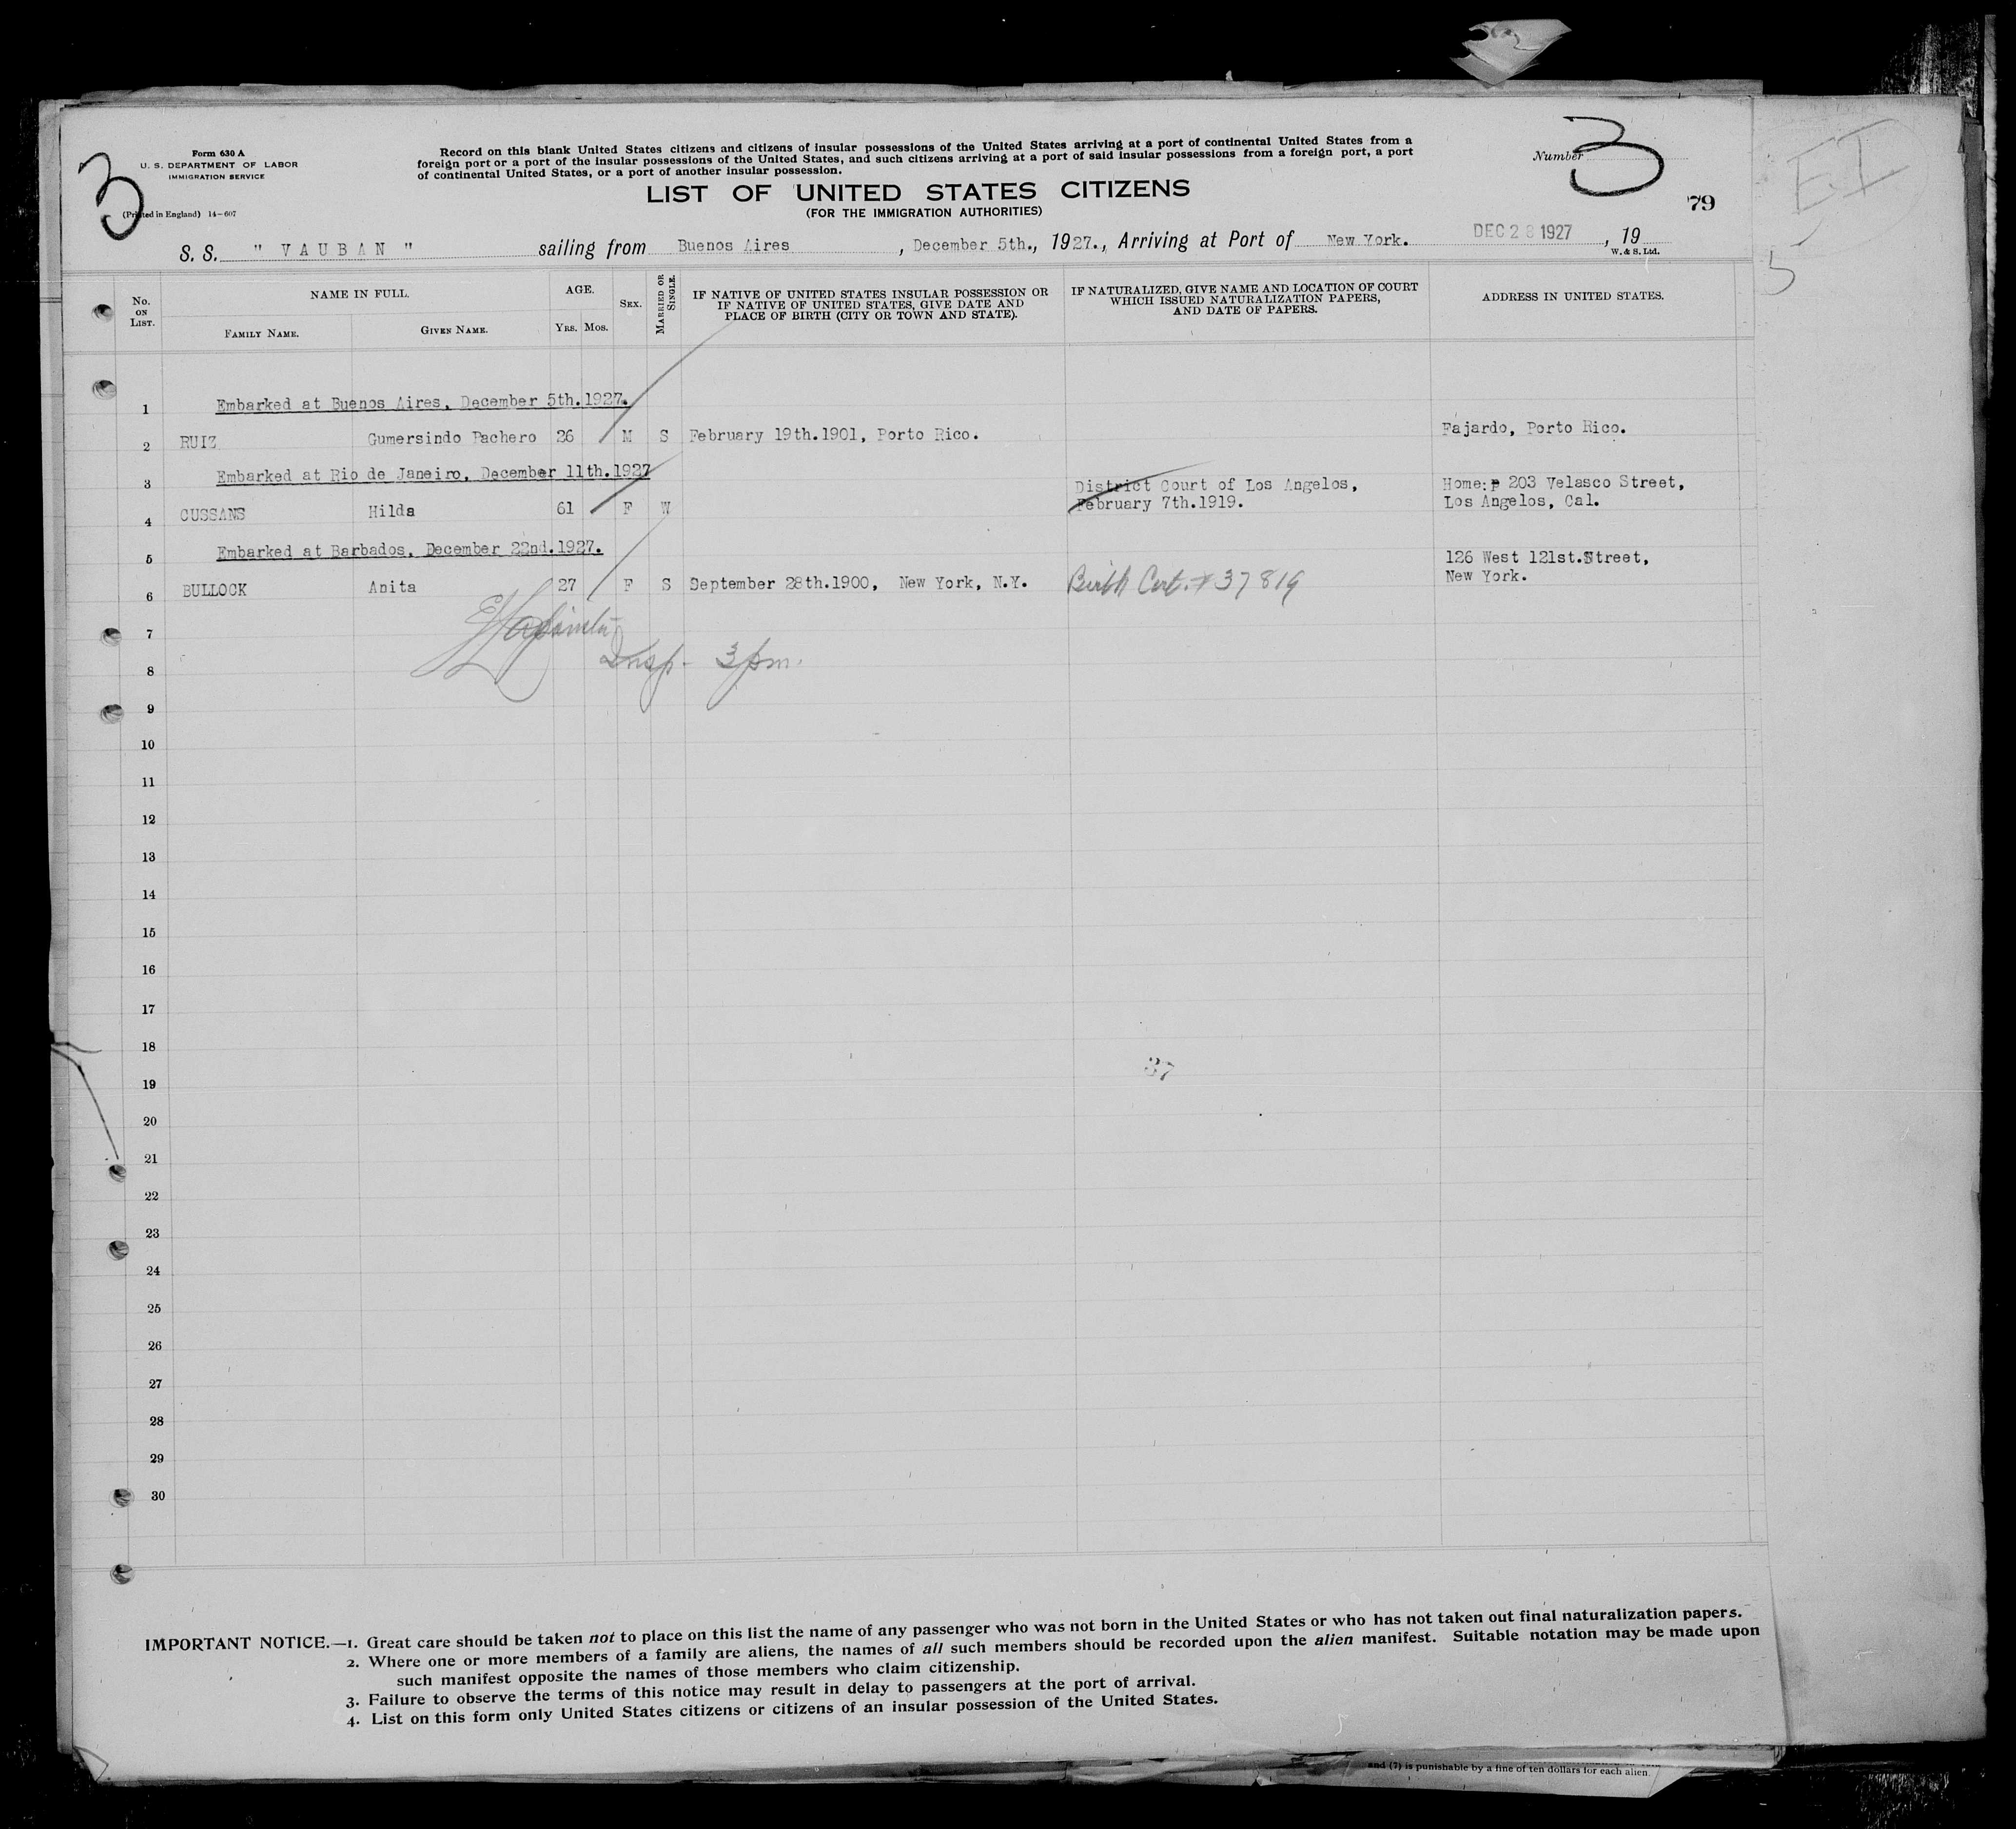 Form 630 A
U. S. DEPARTMENT OF LABOR
IMMIGRATION SERVICE
(Printed in England) 14-607
3
Record on this blank United States citizens and citizens of insular possessions of the United States arriving at a port of continental United States from a
foreign port or a port of the insular possessions of the United States, and such citizens arriving at a port of said insular possessions from a foreign port, a port
of continental United States, or a port of another insular possession.
Number 3
EI
LIST OF UNITED STATES CITIZENS
(FOR THE IMMIGRATION AUTHORITIES)
79
S. S. " VAUBAN " sailing from Buenos Aires , December 5th., 1927., Arriving at Port of New York. DEC 28 1927 , 19
W. & S. Ltd.
5
No. ON LIST.
NAME IN FULL.
FAMILY NAME.
GIVEN NAME.
AGE.
YRS. MOS.
SEX.
MARRIED OR SINGLE.
IF NATIVE OF UNITED STATES INSULAR POSSESSION OR
IF NATIVE OF UNITED STATES, GIVE DATE AND
PLACE OF BIRTH (CITY OR TOWN AND STATE).
IF NATURALIZED, GIVE NAME AND LOCATION OF COURT
WHICH ISSUED NATURALIZATION PAPERS,
AND DATE OF PAPERS.
ADDRESS IN UNITED STATES.
1 Embarked at Buenos Aires, December 5th.1927.
2 RUIZ Gumersindo Pachero 26 M S February 19th.1901, Porto Rico. Fajardo, Porto Rico.
3 Embarked at Rio de Janeiro, December 11th.1927
District Court of Los Angelos, Home: 203 Velasco Street,
4 CUSSANS Hilda 61 F W February 7th.1919. Los Angelos, Cal.
5 Embarked at Barbados, December 22nd.1927.
126 West 121st.Street,
6 BULLOCK Anita 27 F S September 28th.1900, New York, N.Y. Birth Cert. # 37819 New York.
7
8 Insp - 3pm.
9
10
11
12
13
14
15
16
17
18
37
19
20
21
22
23
24
25
26
27
28
29
30
IMPORTANT NOTICE.—1. Great care should be taken not to place on this list the name of any passenger who was not born in the United States or who has not taken out final naturalization papers.
2. Where one or more members of a family are aliens, the names of all such members should be recorded upon the alien manifest. Suitable notation may be made upon
such manifest opposite the names of those members who claim citizenship.
3. Failure to observe the terms of this notice may result in delay to passengers at the port of arrival.
4. List on this form only United States citizens or citizens of an insular possession of the United States.
and (7) is punishable by a fine of ten dollars for each alien